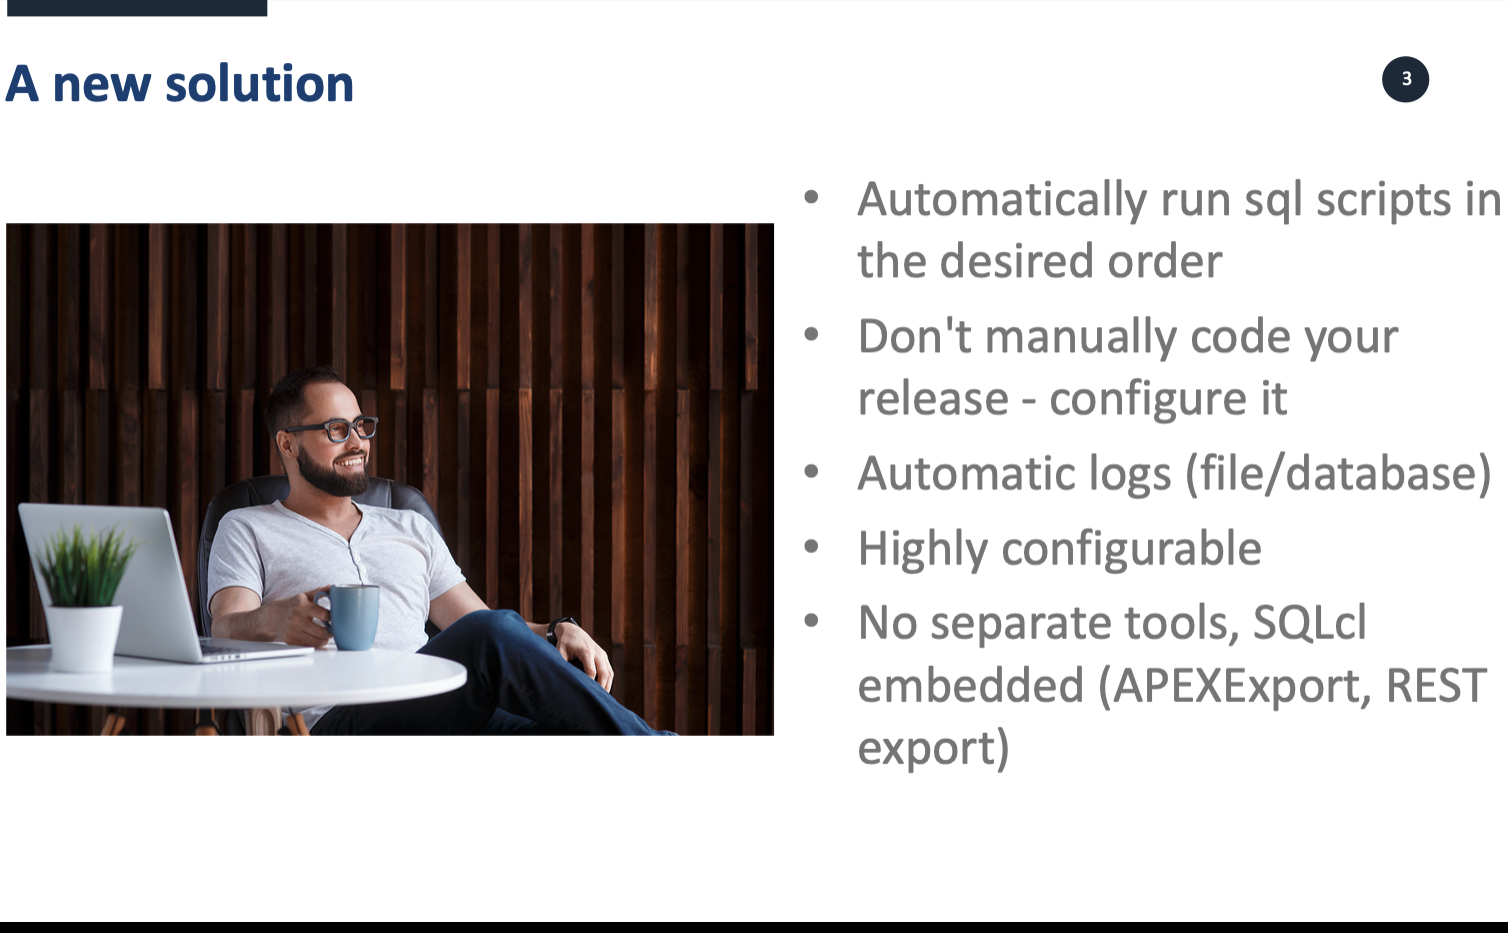 A new solution
3
• Automatically run sql scripts in
the desired order
• Don't manually code your
release - configure it
• Automatic logs (file/database)
• Highly configurable
• No separate tools, SQLcl
embedded (APEXExport, REST
export)